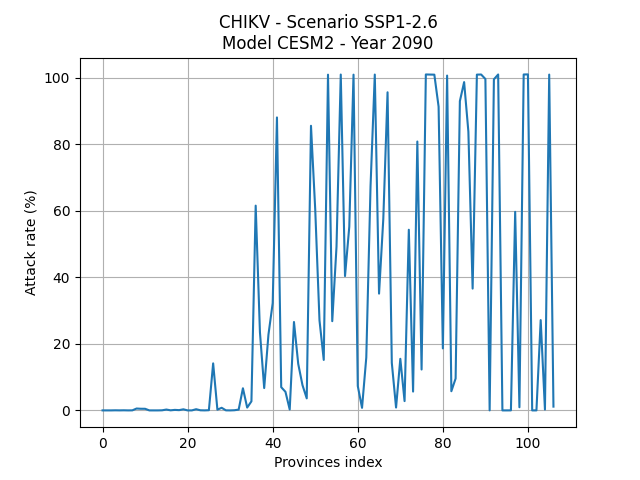 CHIKV - Scenario SSP1-2.6
Model CESM2 - Year 2090
100
80
60
40
20
0
Attack rate (%)
0 20 40 60 80 100
Provinces index